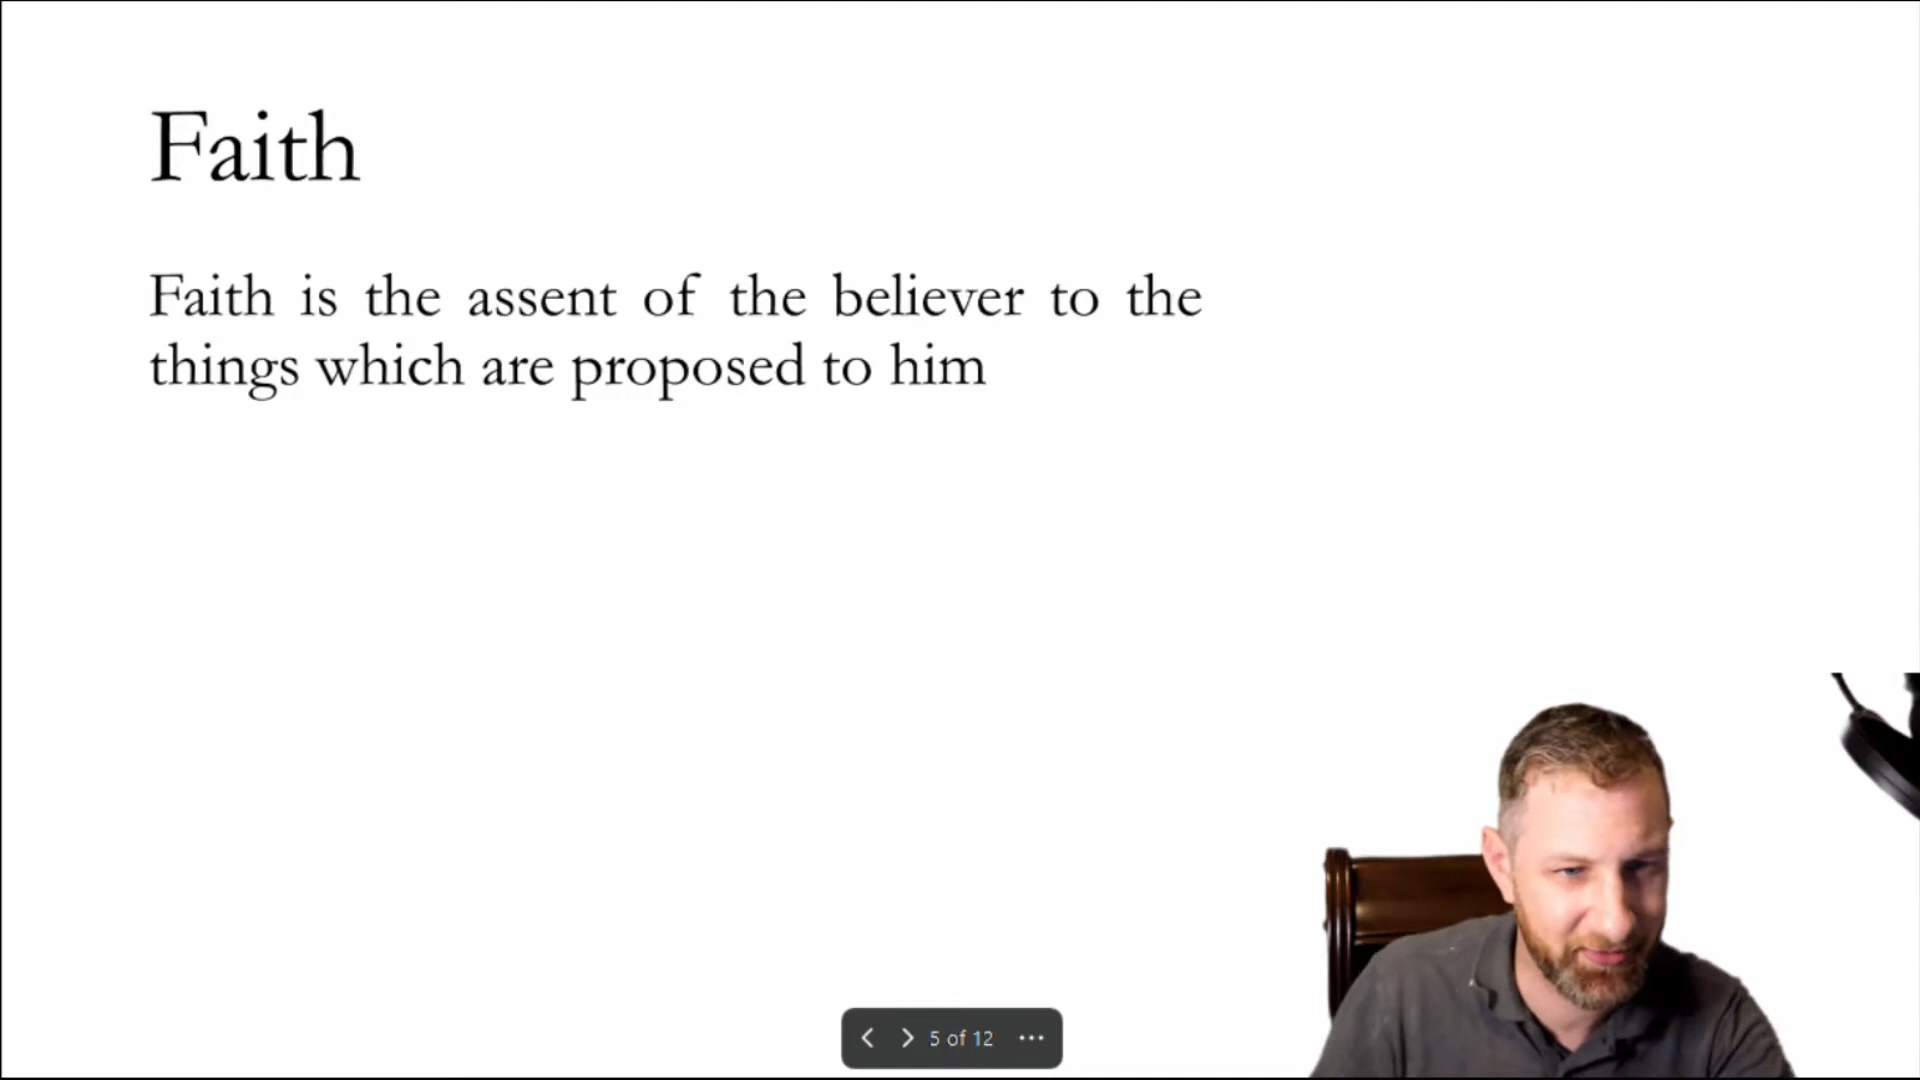 Faith
Faith is the assent of the believer to the
things which are proposed to him
5 of 12